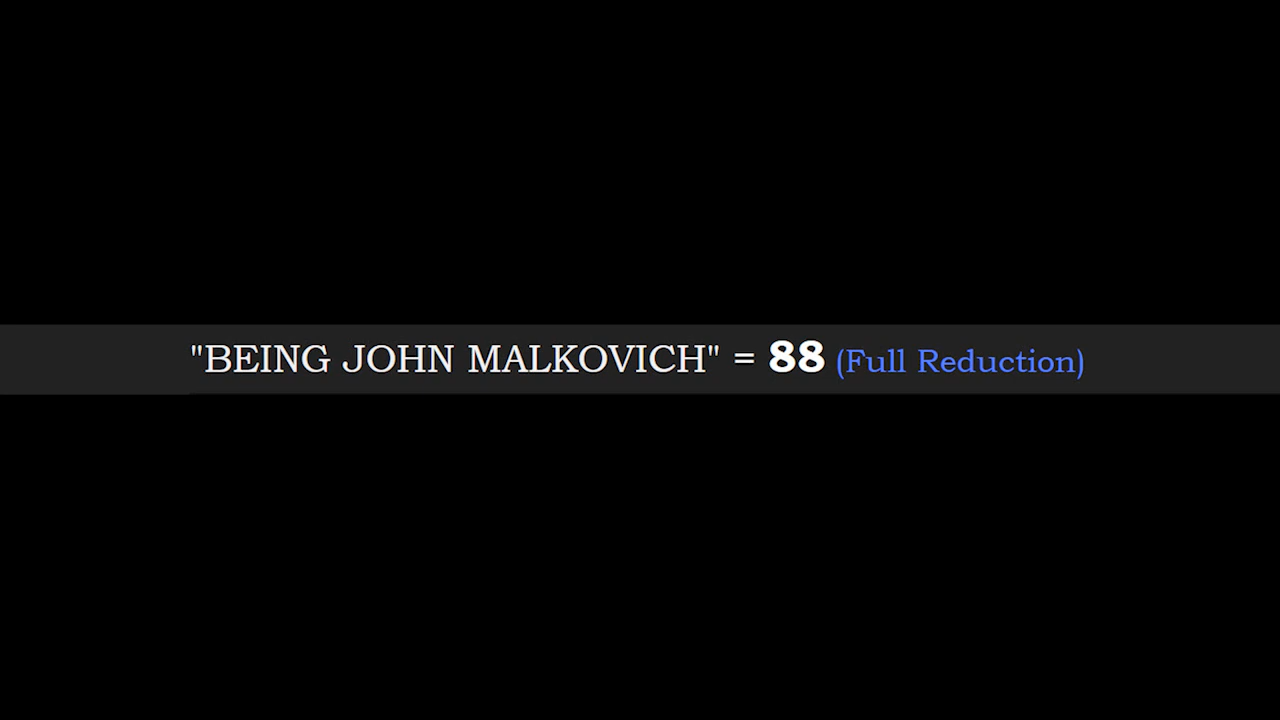 "BEING JOHN MALKOVICH" = 88 (Full Reduction)